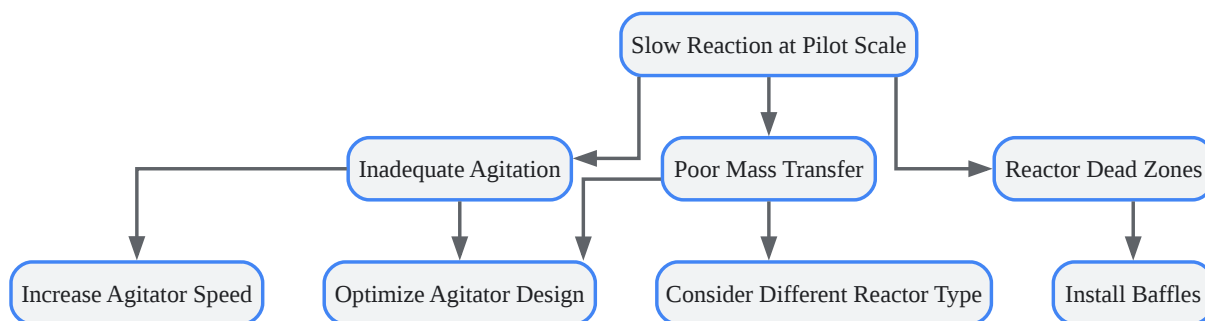 Slow Reaction at Pilot Scale
Inadequate Agitation
Poor Mass Transfer
Reactor Dead Zones
Increase Agitator Speed
Optimize Agitator Design
Consider Different Reactor Type
Install Baffles